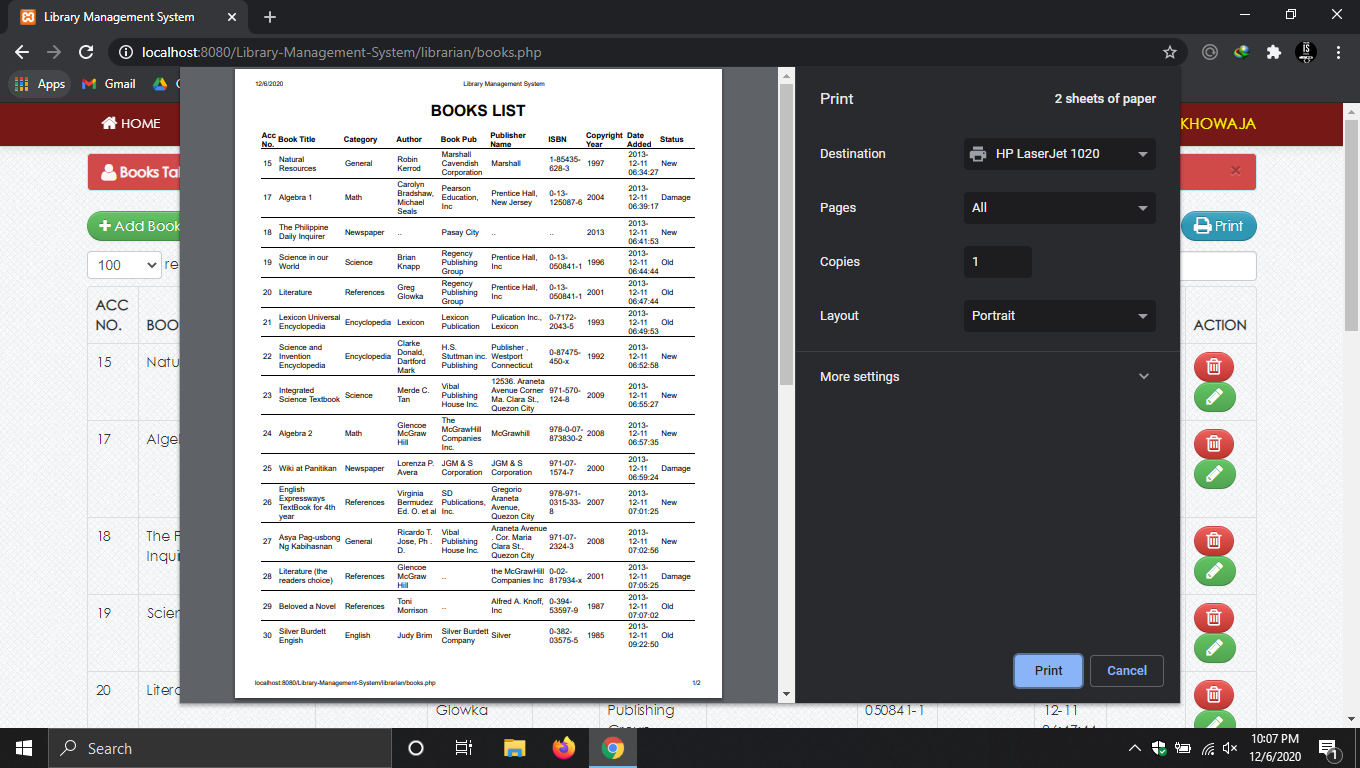 Library Management System
localhost:8080/Library-Management-System/librarian/books.php
Apps
Gmail
HOME
KHOWAJA
Books Ta
Add Book
Print
100
re
ACC
NO.
BOO
ACTION
15
Natu
17
Alge
18
The P
Inqui
19
Scien
20
Litera
Glowka
Publishing
050841-1
12-11
12/6/2020
Library Management System
BOOKS LIST
Acc No. Book Title Category Author Book Pub Publisher Name ISBN Copyright Year Date Added Status
15 Natural Resources General Robin Kerrod Marshall Cavendish Corporation Marshall 1-85435-628-3 1997 2013-12-11 06:34:27 New
17 Algebra 1 Math Carolyn Bradshaw, Michael Seals Pearson Education, Inc Prentice Hall, New Jersey 0-13-125087-6 2004 2013-12-11 06:39:17 Damage
18 The Philippine Daily Inquirer Newspaper .. Pasay City .. .. 2013 2013-12-11 06:41:53 New
19 Science in our World Science Brian Knapp Regency Publishing Group Prentice Hall, Inc 0-13-050841-1 1996 2013-12-11 06:44:44 Old
20 Literature References Greg Glowka Regency Publishing Group Prentice Hall, Inc 0-13-050841-1 2001 2013-12-11 06:47:44 Old
21 Lexicon Universal Encyclopedia Encyclopedia Lexicon Lexicon Publication Pulication Inc., Lexicon 0-7172-2043-5 1993 2013-12-11 06:49:53 Old
22 Science and Invention Encyclopedia Encyclopedia Clarke Donald, Dartford Mark H.S. Stuttman inc. Publishing Publisher , Westport Connecticut 0-87475-450-x 1992 2013-12-11 06:52:58 New
23 Integrated Science Textbook Science Merde C. Tan Vibal Publishing House Inc. 12536. Araneta Avenue Corner Ma. Clara St., Quezon City 971-570-124-8 2009 2013-12-11 06:55:27 New
24 Algebra 2 Math Glencoe McGraw Hill The McGrawHill Companies Inc. McGrawhill 978-0-07-873830-2 2008 2013-12-11 06:57:35 New
25 Wiki at Panitikan Newspaper Lorenza P. Avera JGM & S Corporation JGM & S Corporation 971-07-1574-7 2000 2013-12-11 06:59:24 Damage
26 English Expressways TextBook for 4th year References Virginia Bermudez Ed. O. et al SD Publications, Inc. Gregorio Araneta Avenue, Quezon City 978-971-0315-33-8 2007 2013-12-11 07:01:25 New
27 Asya Pag-usbong Ng Kabihasnan General Ricardo T. Jose, Ph . D. Vibal Publishing House Inc. Araneta Avenue . Cor. Maria Clara St., Quezon City 971-07-2324-3 2008 2013-12-11 07:02:56 New
28 Literature (the readers choice) References Glencoe McGraw Hill .. the McGrawHill Companies Inc 0-02-817934-x 2001 2013-12-11 07:05:25 Damage
29 Beloved a Novel References Toni Morrison .. Alfred A. Knoff, Inc 0-394-53597-9 1987 2013-12-11 07:07:02 Old
30 Silver Burdett Engish English Judy Brim Silver Burdett Company Silver 0-382-03575-5 1985 2013-12-11 09:22:50 Old
localhost:8080/Library-Management-System/librarian/books.php
1/2
Print
2 sheets of paper
Destination
HP LaserJet 1020
Pages
All
Copies
1
Layout
Portrait
More settings
Print
Cancel
Search
10:07 PM
12/6/2020
1